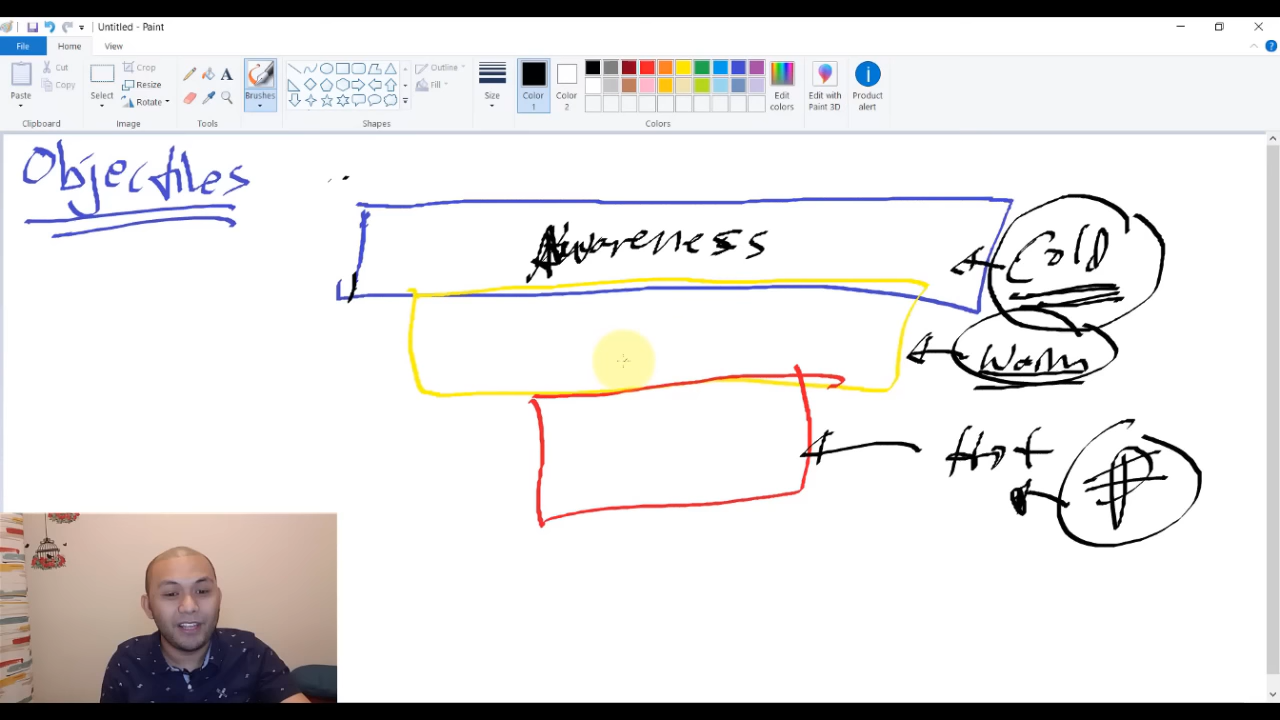 Untitled - Paint
File
Home
View
Paste
Cut
Copy
Clipboard
Select
Crop
Resize
Rotate
Image
Tools
Brushes
Shapes
Outline
Fill
Size
Color 1
Color 2
Colors
Edit colors
Edit with Paint 3D
Product alert
Objectiles
Awareness
Cold
Warm
Hot
₱